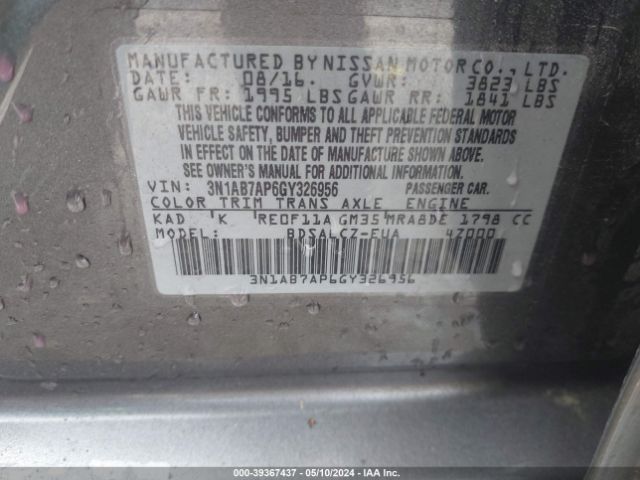 MANUFACTURED BY NISSAN MOTOR CO., LTD.
DATE: 08/16. GVWR: 3823 LBS
GAWR FR: 1995 LBS GAWR RR: 1841 LBS
THIS VEHICLE CONFORMS TO ALL APPLICABLE FEDERAL MOTOR
VEHICLE SAFETY, BUMPER AND THEFT PREVENTION STANDARDS
IN EFFECT ON THE DATE OF MANUFACTURE SHOWN ABOVE.
SEE OWNER'S MANUAL FOR ADDITIONAL INFORMATION
VIN: 3N1AB7AP6GY326956 PASSENGER CAR.
COLOR TRIM TRANS AXLE ENGINE
KAD 'K RE0F11A GM35 MRA8DE 1798 CC
MODEL: BDSALCZ-EUA 4Z000
3N1AB7AP6GY326956
000-39367437 - 05/10/2024 - IAA Inc.